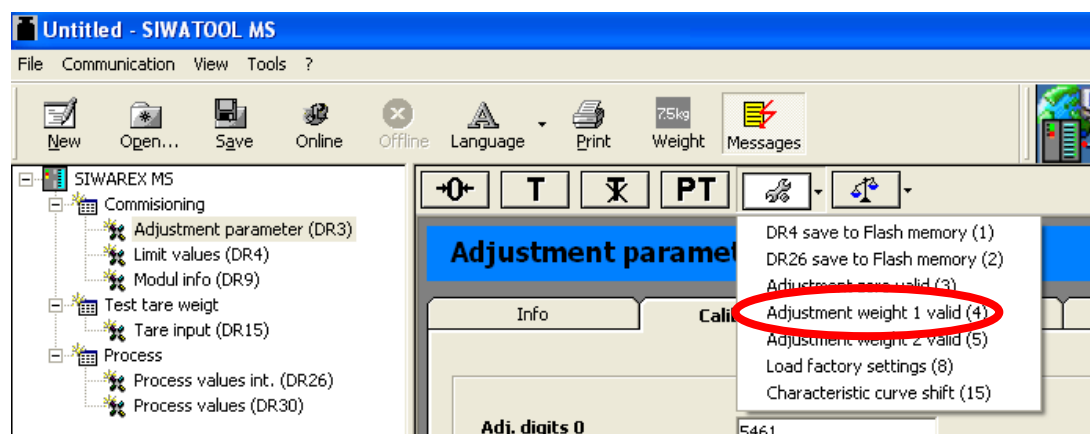 Untitled - SIWATOOL MS
File Communication View Tools ?
New Open... Save Online Offline Language Print Weight Messages
7.5kg
SIWAREX MS
Commisioning
Adjustment parameter (DR3)
Limit values (DR4)
Modul info (DR9)
Test tare weigt
Tare input (DR15)
Process
Process values int. (DR26)
Process values (DR30)
→0← T T PT
DR4 save to Flash memory (1)
DR26 save to Flash memory (2)
Adjustment zero valid (3)
Adjustment weight 1 valid (4)
Adjustment weight 2 valid (5)
Load factory settings (8)
Characteristic curve shift (15)
Adjustment parame
Info Cali
Adj. digits 0 5461